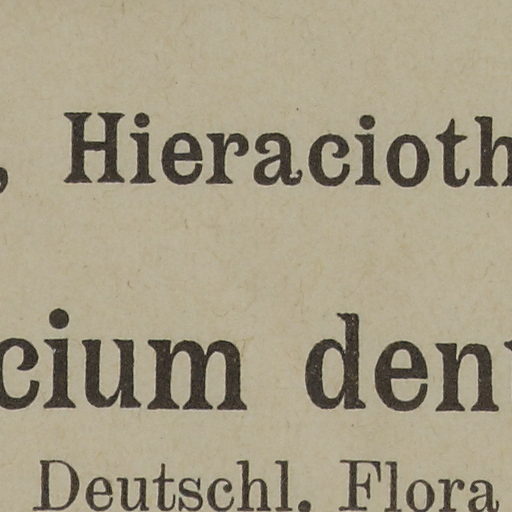 , Hieracioth
cium den
Deutschl. Flora